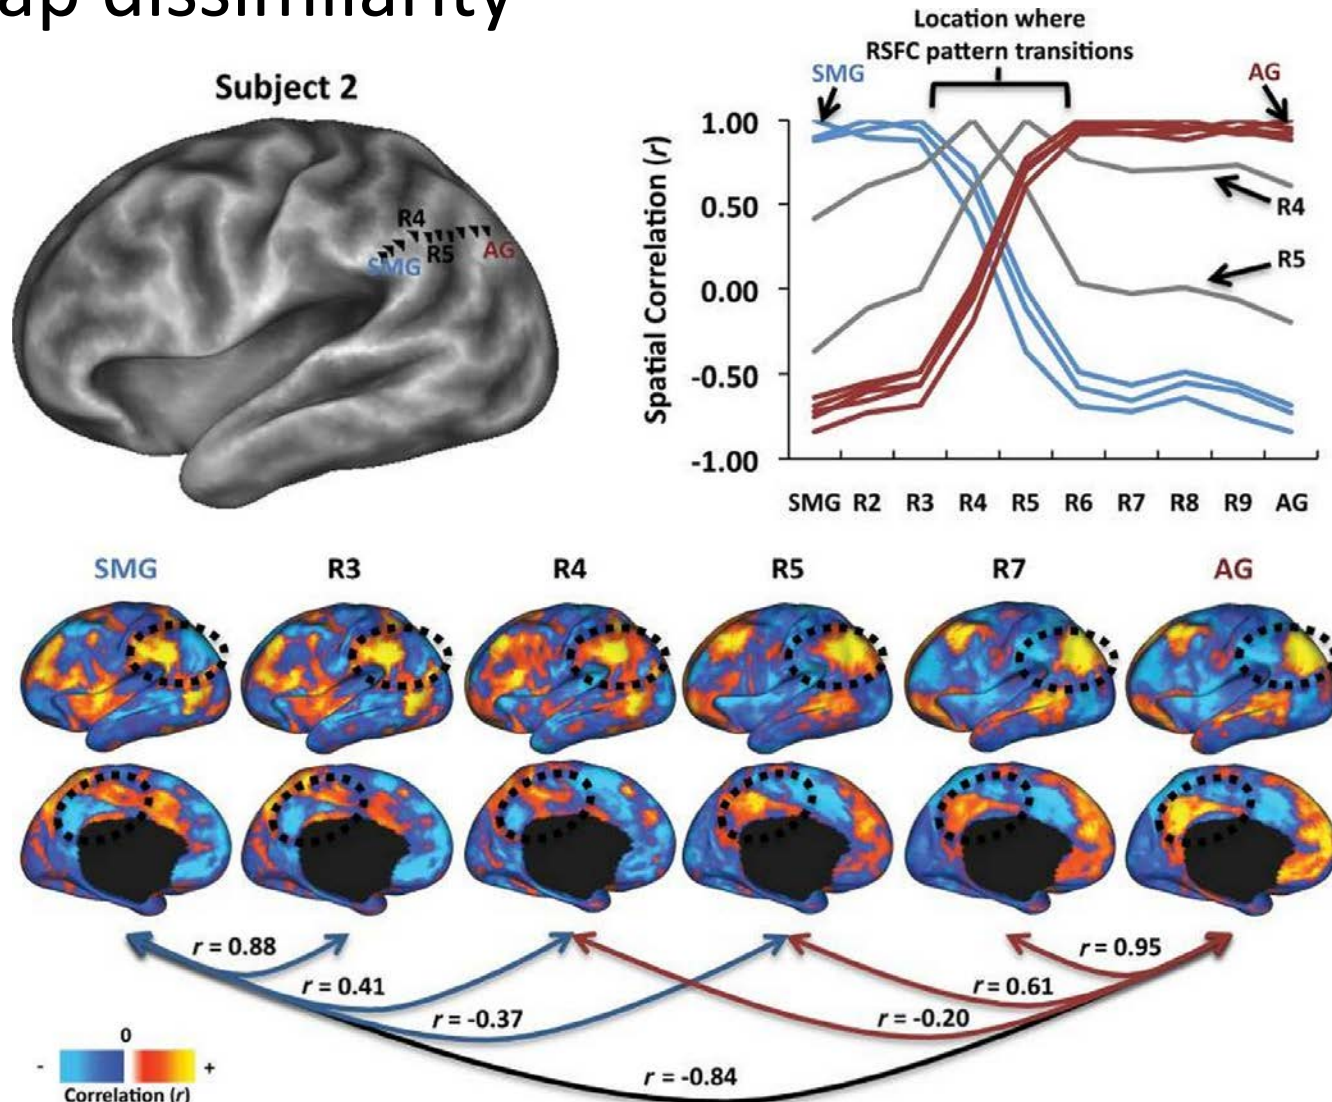 ap dissimilarity
Subject 2
R4
R5
SMG
AG
Location where
RSFC pattern transitions
SMG
AG
Spatial Correlation (r)
1.00
0.50
0.00
-0.50
-1.00
R4
R5
SMG R2 R3 R4 R5 R6 R7 R8 R9 AG
SMG R3 R4 R5 R7 AG
r = 0.88
r = 0.95
r = 0.41
r = 0.61
r = -0.37
r = -0.20
r = -0.84
0
- +
Correlation (r)